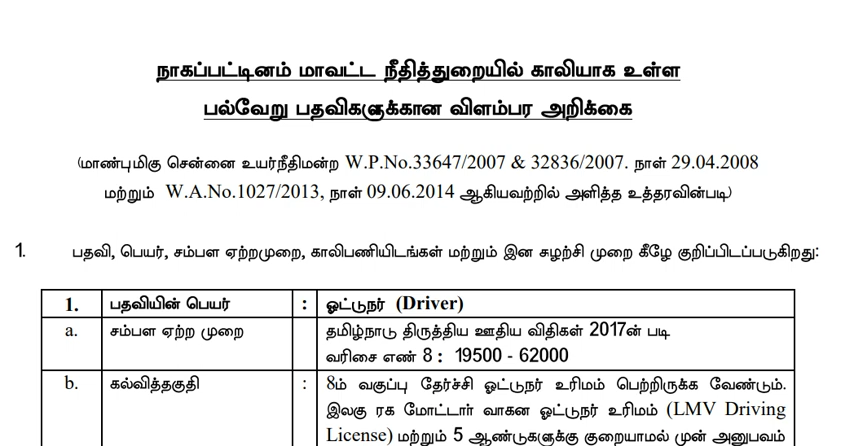 நாகப்பட்டினம் மாவட்ட நீதித்துறையில் காலியாக உள்ள
பல்வேறு பதவிகளுக்கான விளம்பர அறிக்கை
(மாண்புமிகு சென்னை உயர்நீதிமன்ற W.P.No.33647/2007 & 32836/2007. நாள் 29.04.2008
மற்றும் W.A.No.1027/2013, நாள் 09.06.2014 ஆகியவற்றில் அளித்த உத்தரவின்படி)
1. பதவி, பெயர், சம்பள ஏற்றமுறை, காலிபணியிடங்கள் மற்றும் இன சழற்சி முறை கீழே குறிப்பிடப்படுகிறது:
1. பதவியின் பெயர் : ஓட்டுநர் (Driver)
a. சம்பள ஏற்ற முறை : தமிழ்நாடு திருத்திய ஊதிய விதிகள் 2017ன் படி
வரிசை எண் 8 : 19500 - 62000
b. கல்வித்தகுதி : 8ம் வகுப்பு தேர்ச்சி ஓட்டுநர் உரிமம் பெற்றிருக்க வேண்டும்.
இலகு ரக மோட்டார் வாகன ஓட்டுநர் உரிமம் (LMV Driving
License) மற்றும் 5 ஆண்டுகளுக்கு குறையாமல் முன் அனுபவம்